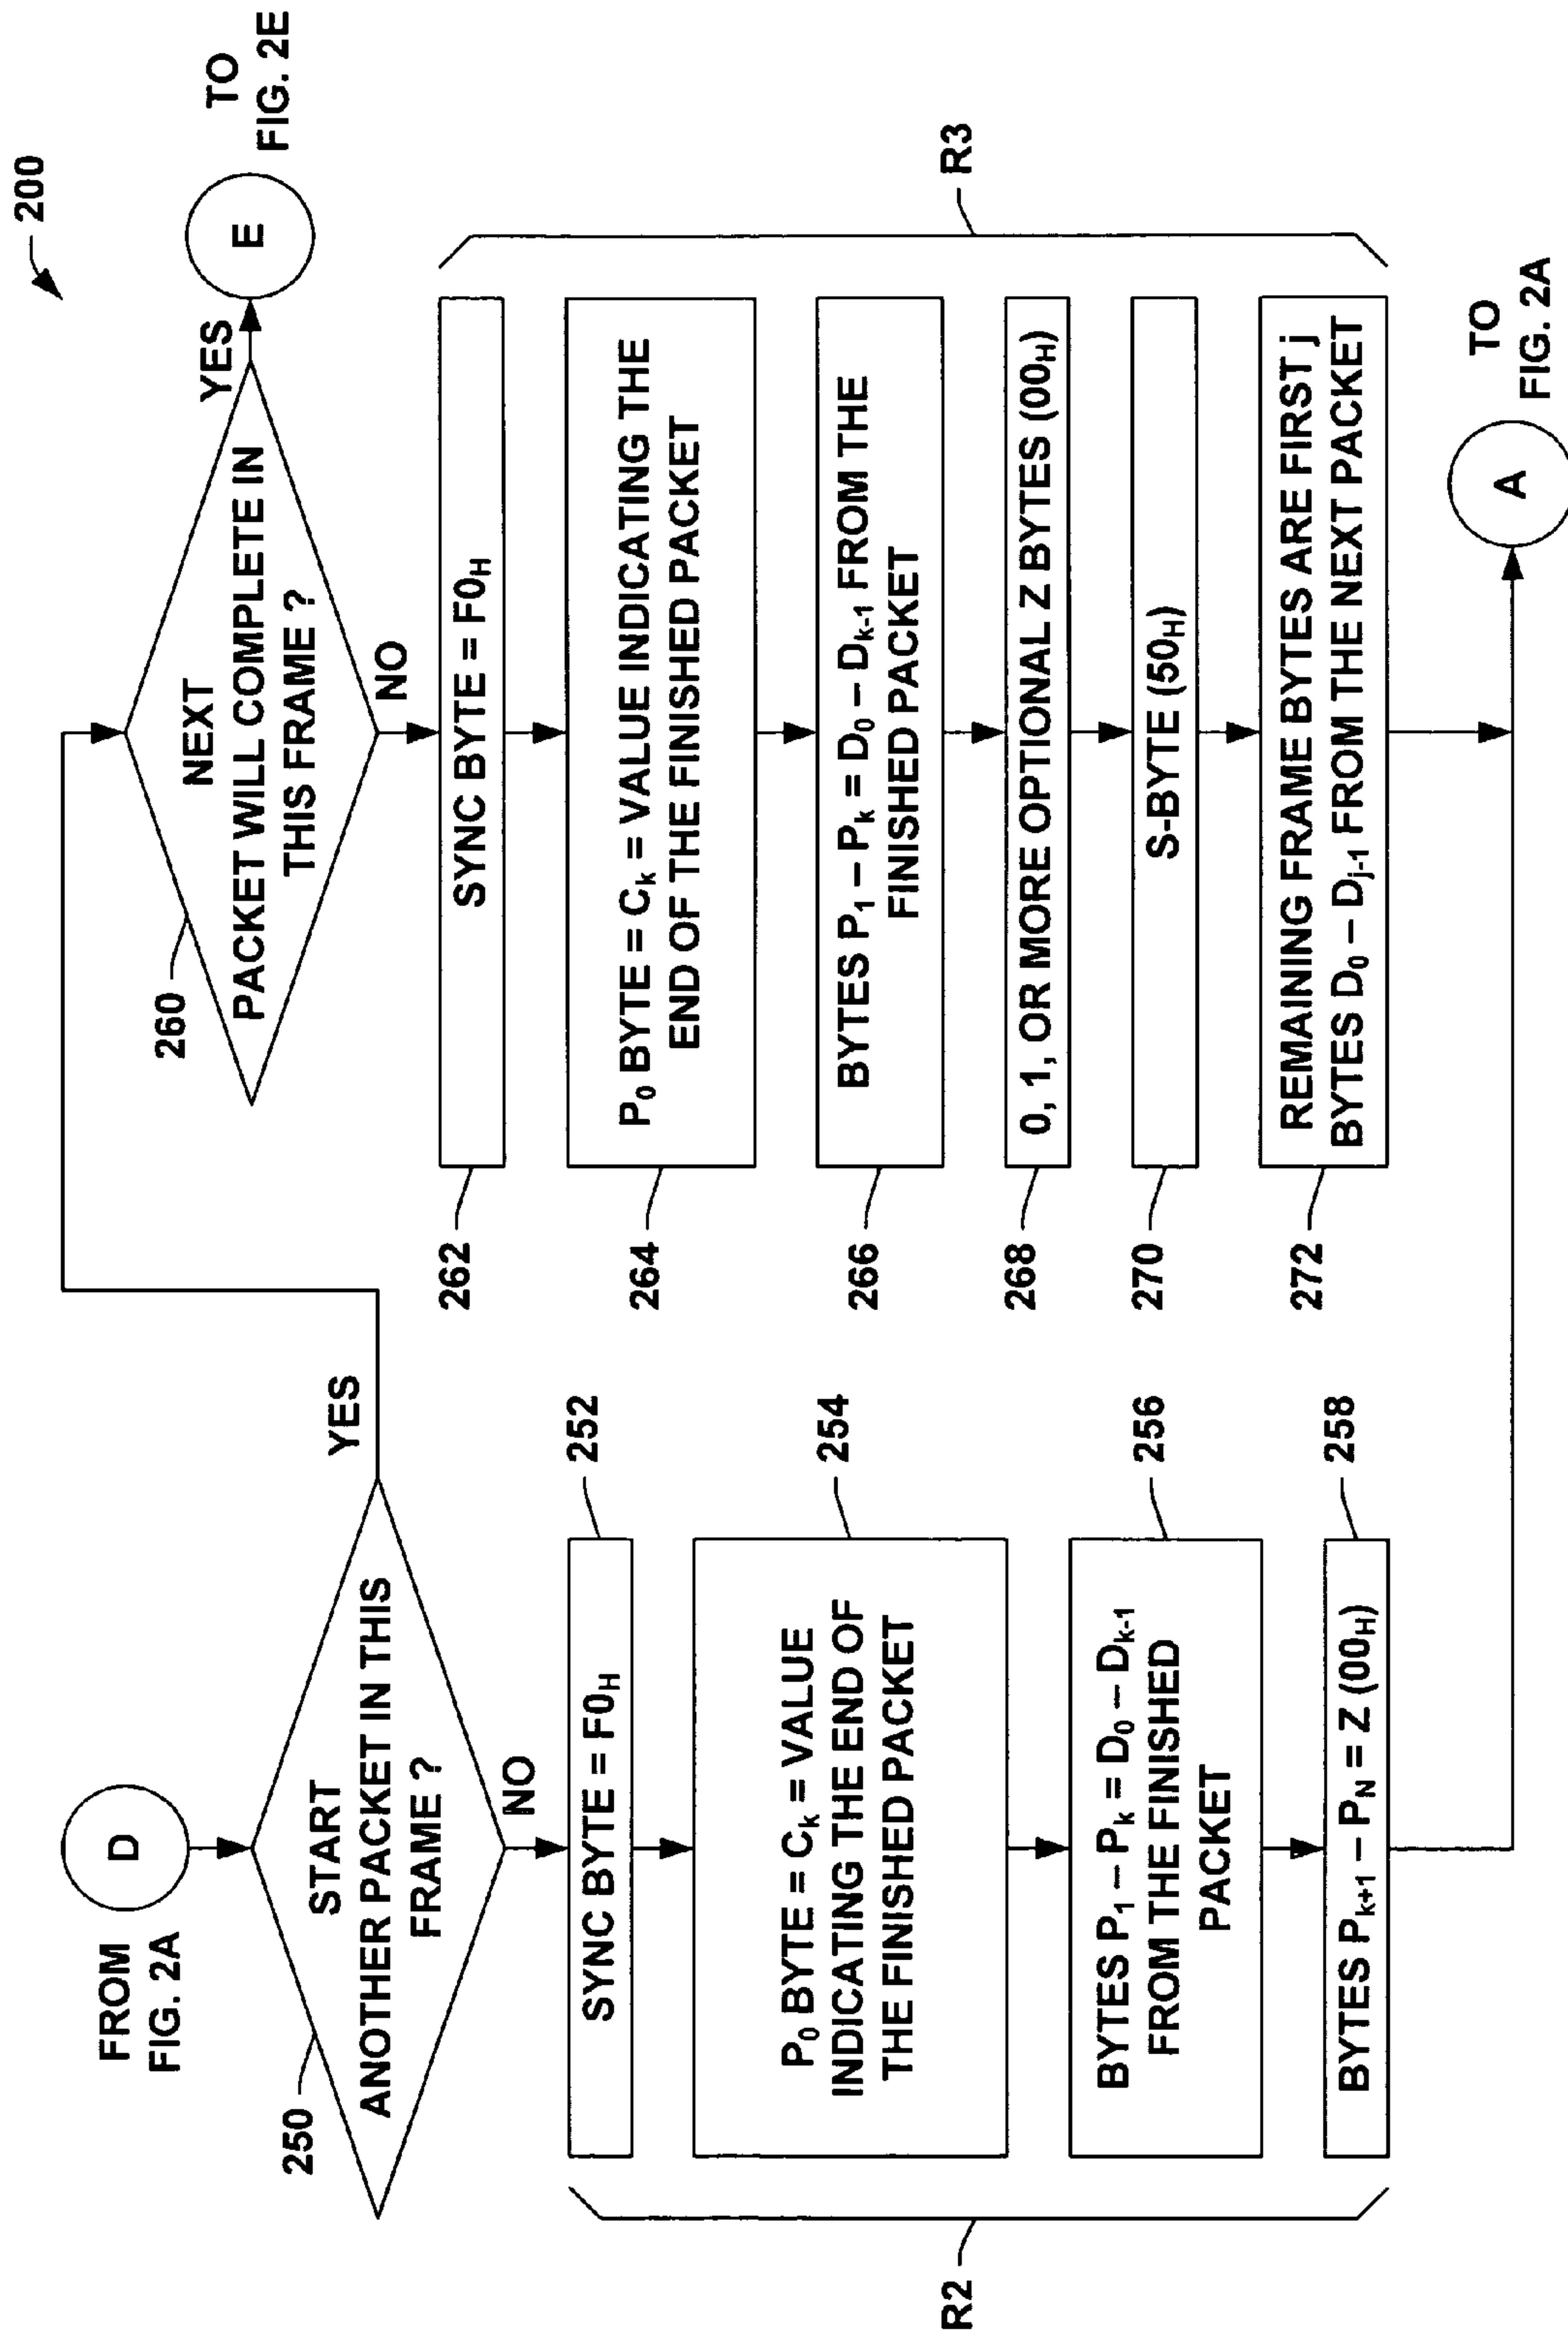 200
FROM
FIG. 2A
D
250
START
ANOTHER PACKET IN THIS
FRAME ?
YES
NO
252
SYNC BYTE = F0H
254
P0 BYTE = Ck = VALUE
INDICATING THE END OF
THE FINISHED PACKET
256
BYTES P1 – Pk = D0 – Dk-1
FROM THE FINISHED
PACKET
258
BYTES Pk+1 – PN = Z (00H)
R2
260
NEXT
PACKET WILL COMPLETE IN
THIS FRAME ?
YES
E
TO
FIG. 2E
NO
262
SYNC BYTE = F0H
264
P0 BYTE = Ck = VALUE INDICATING THE
END OF THE FINISHED PACKET
266
BYTES P1 – Pk = D0 – Dk-1 FROM THE
FINISHED PACKET
268
0, 1, OR MORE OPTIONAL Z BYTES (00H)
270
S-BYTE (50H)
272
REMAINING FRAME BYTES ARE FIRST j
BYTES D0 – Dj-1 FROM THE NEXT PACKET
R3
A
TO
FIG. 2A